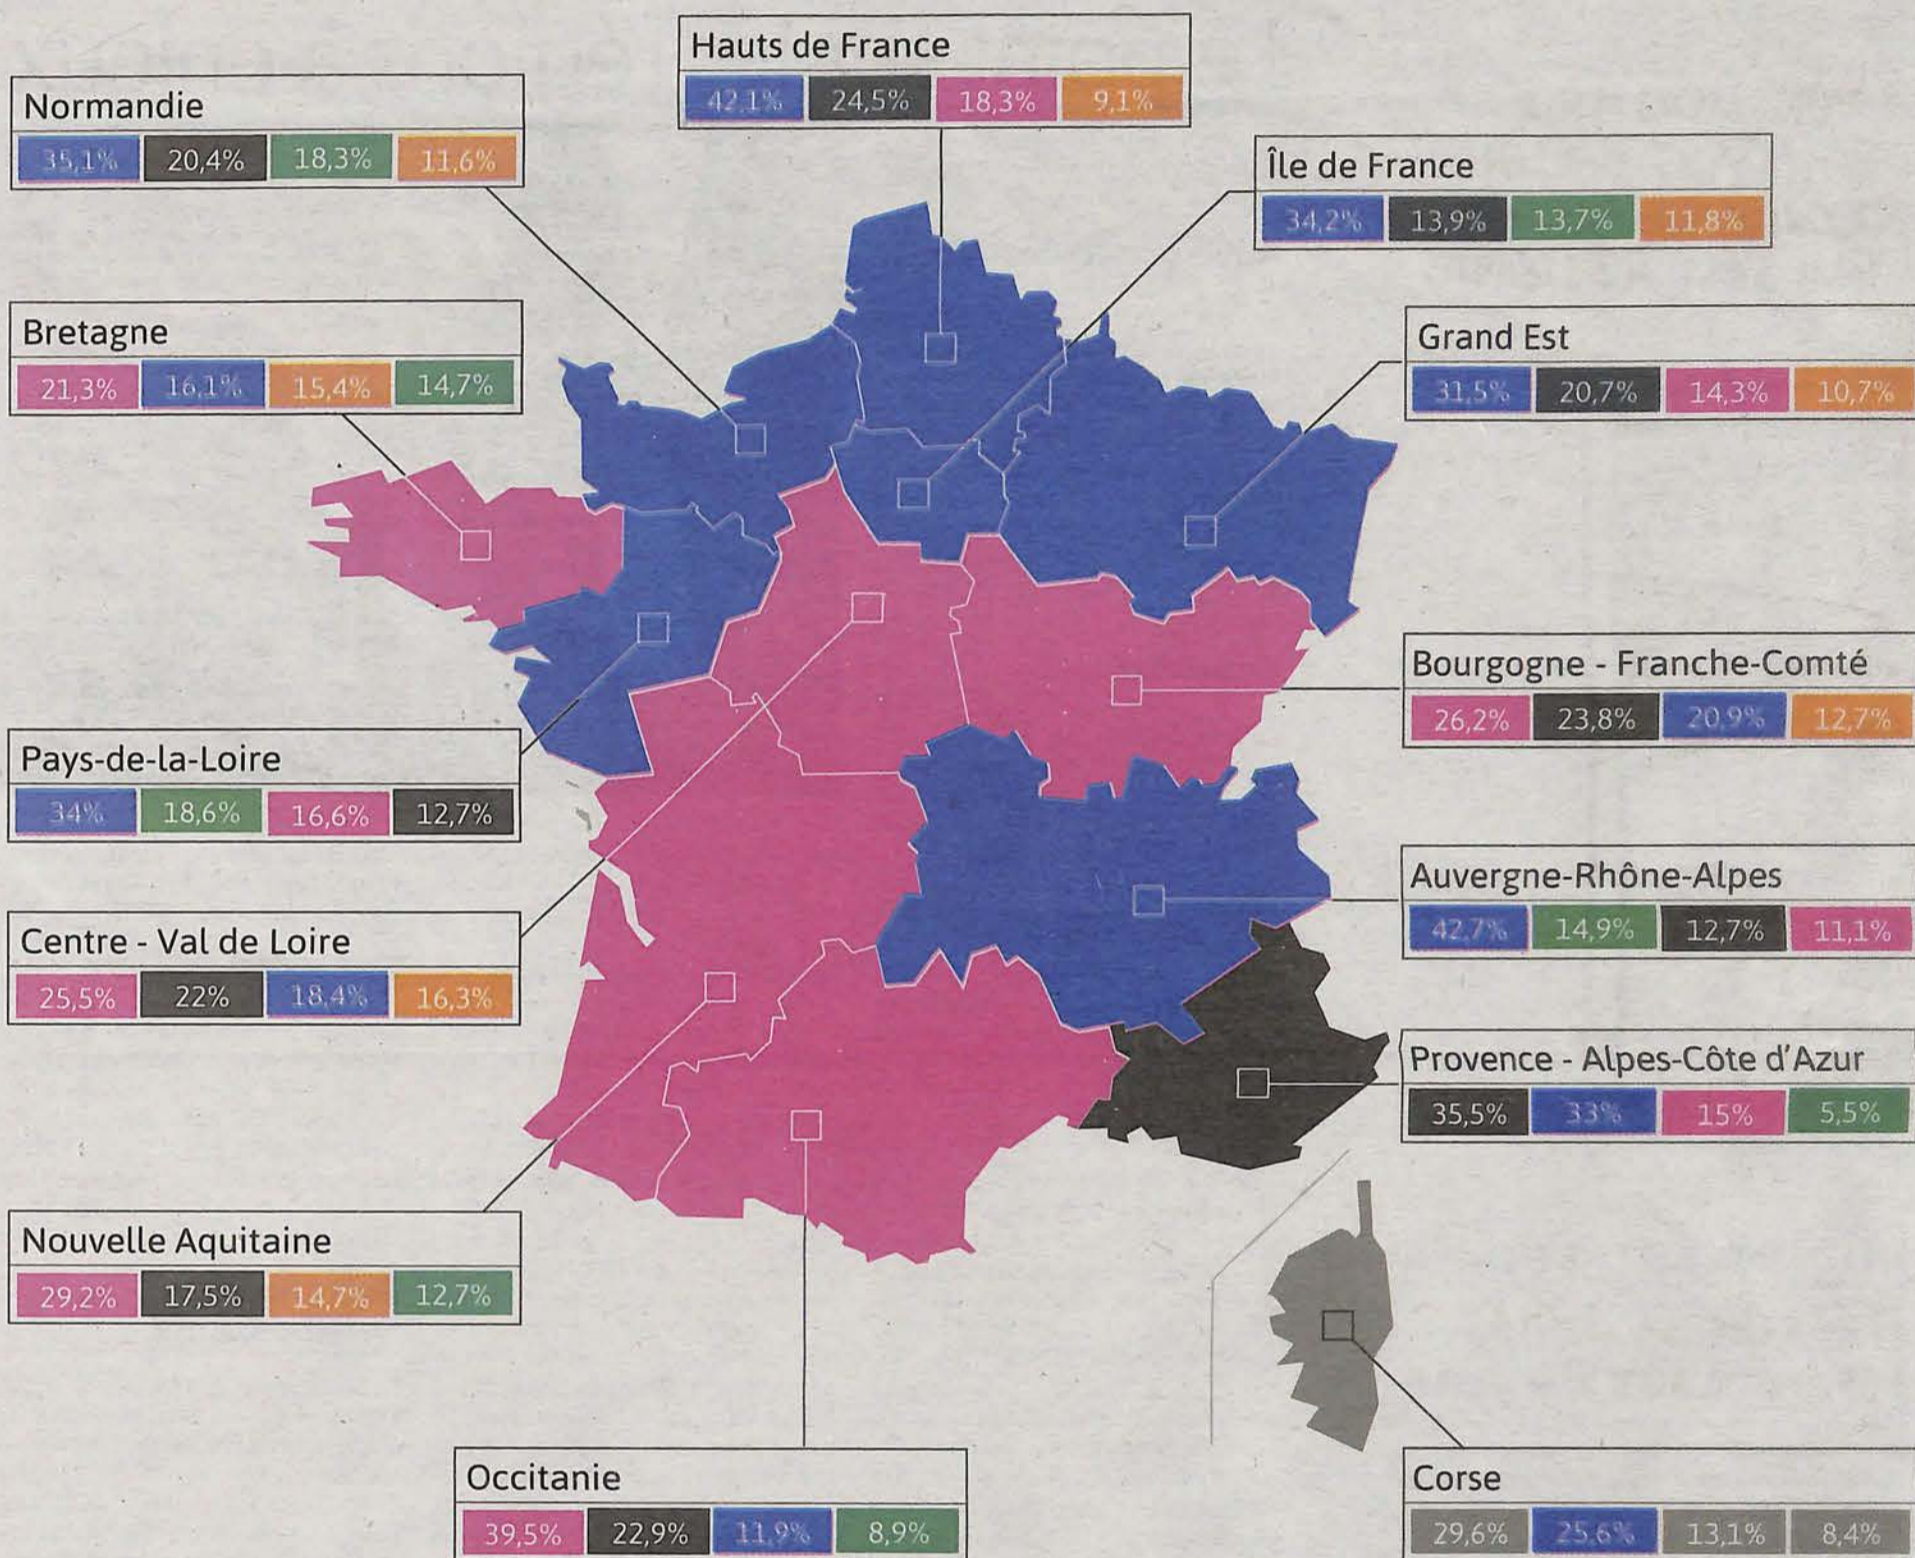 Hauts de France
42,1% 24,5% 18,3% 9,1%
Normandie
35,1% 20,4% 18,3% 11,6%
Île de France
34,2% 13,9% 13,7% 11,8%
Bretagne
21,3% 16,1% 15,4% 14,7%
Grand Est
31,5% 20,7% 14,3% 10,7%
Bourgogne - Franche-Comté
26,2% 23,8% 20,9% 12,7%
Pays-de-la-Loire
34% 18,6% 16,6% 12,7%
Auvergne-Rhône-Alpes
42,7% 14,9% 12,7% 11,1%
Centre - Val de Loire
25,5% 22% 18,4% 16,3%
Provence - Alpes-Côte d'Azur
35,5% 33% 15% 5,5%
Nouvelle Aquitaine
29,2% 17,5% 14,7% 12,7%
Occitanie
39,5% 22,9% 11,9% 8,9%
Corse
29,6% 25,6% 13,1% 8,4%